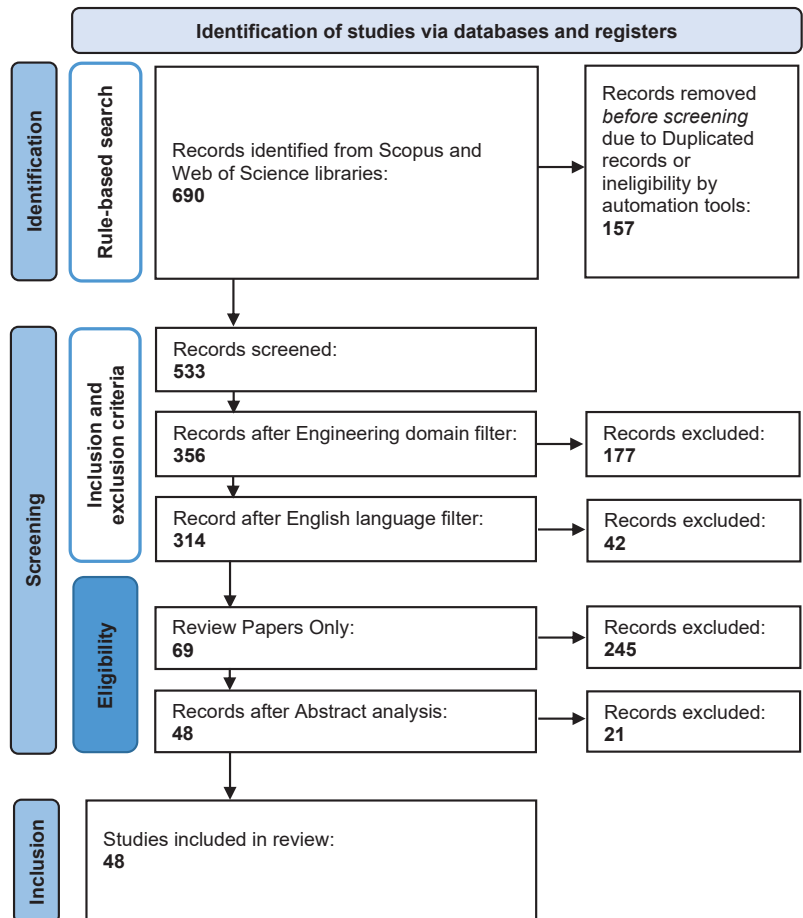 Identification of studies via databases and registers
Identification
Rule-based search
Records identified from Scopus and
Web of Science libraries:
690
Records removed
before screening
due to Duplicated
records or
ineligibility by
automation tools:
157
Screening
Inclusion and
exclusion criteria
Records screened:
533
Records after Engineering domain filter:
356
Records excluded:
177
Record after English language filter:
314
Records excluded:
42
Eligibility
Review Papers Only:
69
Records excluded:
245
Records after Abstract analysis:
48
Records excluded:
21
Inclusion
Studies included in review:
48